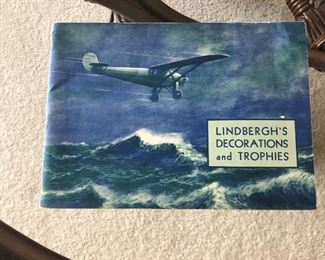 LINDBERGH'S
DECORATIONS
and TROPHIES